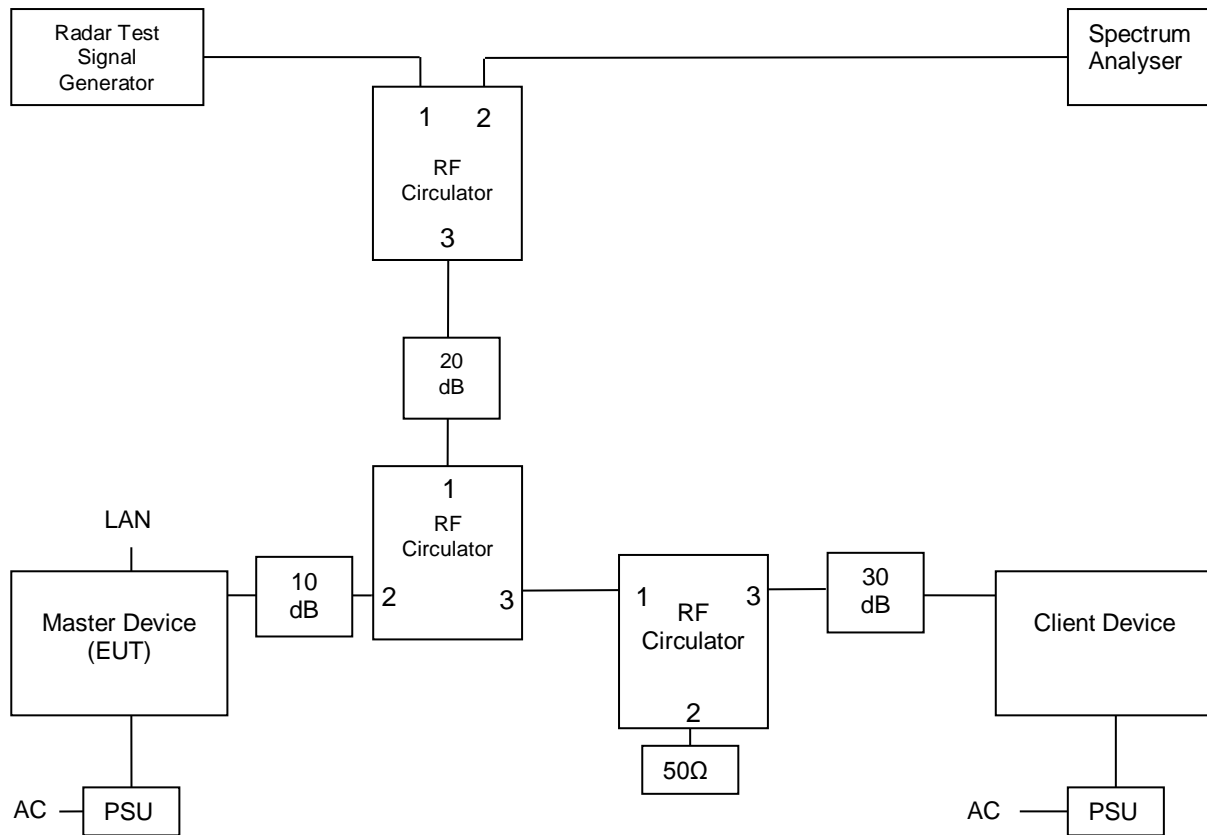 Radar Test
Signal
Generator
Spectrum
Analyser
1 2
RF
Circulator
3
20
dB
1
RF
Circulator
2
3
LAN
10
dB
Master Device
(EUT)
1
3
RF
Circulator
2
50Ω
30
dB
Client Device
AC
PSU
AC
PSU